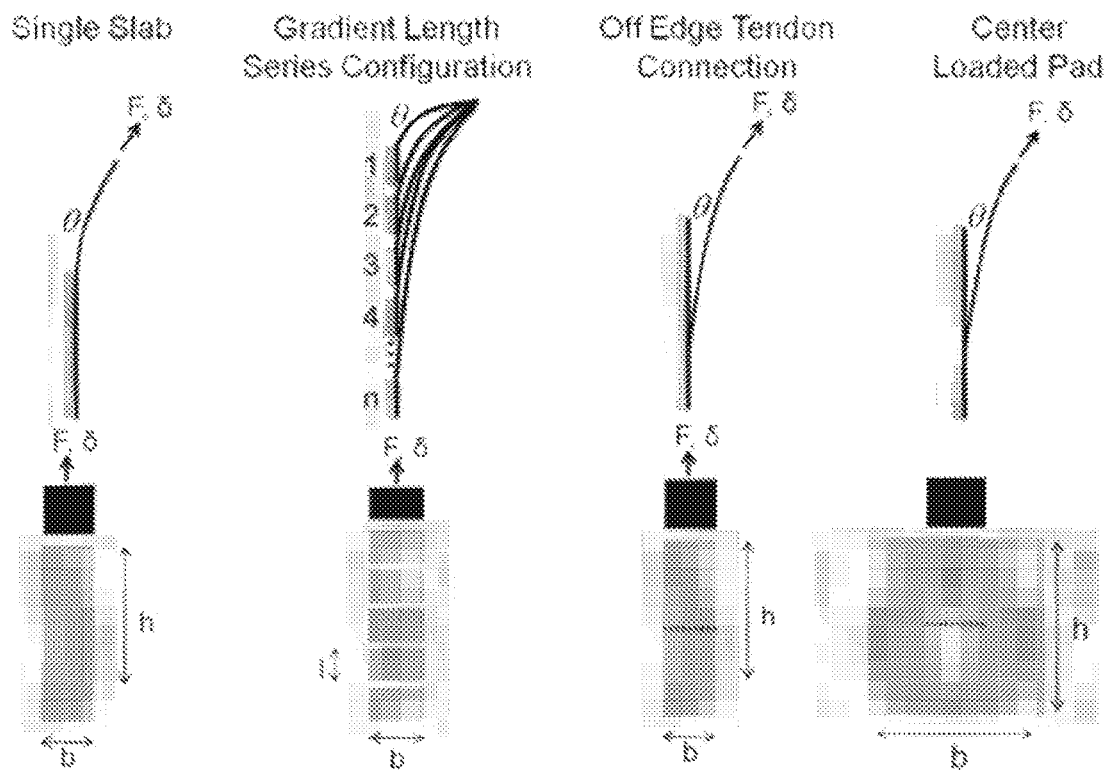 Single Slab
Gradient Length
Series Configuration
Off Edge Tendon
Connection
Center
Loaded Pad
F, δ
θ
F, δ
b
h
θ
1
2
3
4
n
F, δ
l
b
F, δ
θ
F, δ
h
b
F, δ
θ
h
b